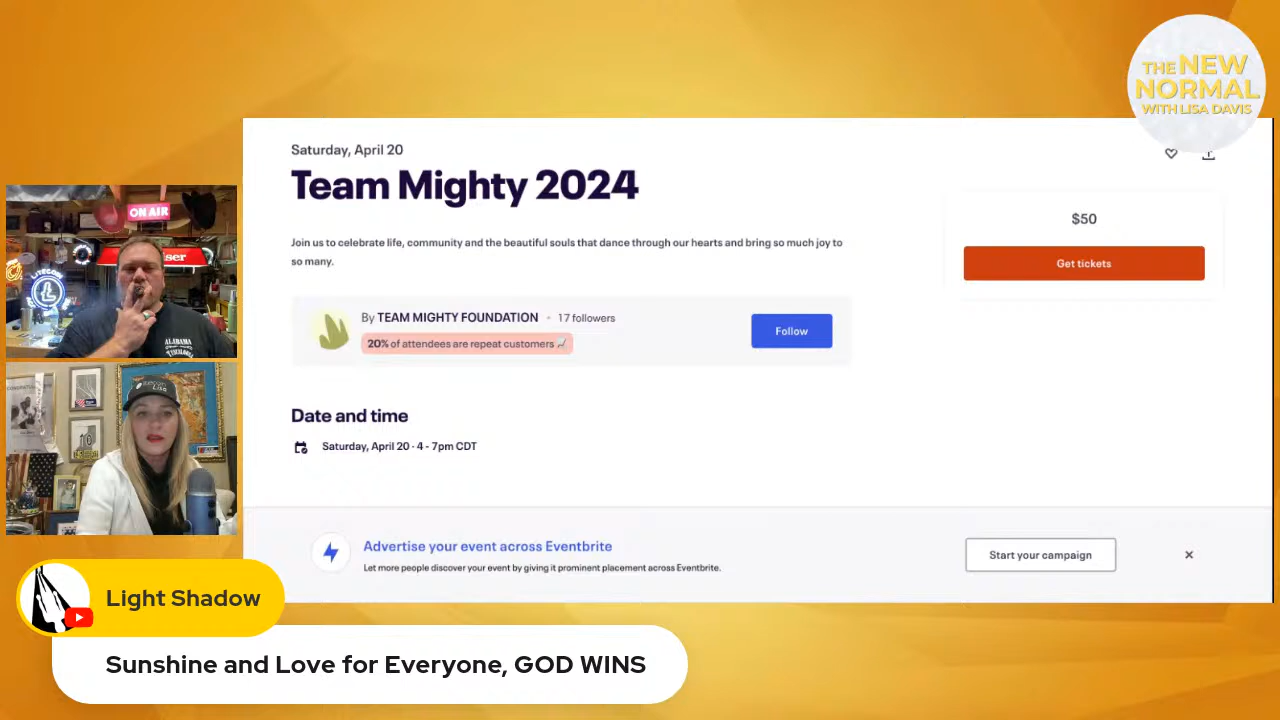 THE NEW
NORMAL
WITH LISA DAVIS
Saturday, April 20
Team Mighty 2024
Join us to celebrate life, community and the beautiful souls that dance through our hearts and bring so much joy to
so many.
$50
Get tickets
By TEAM MIGHTY FOUNDATION • 17 followers
20% of attendees are repeat customers
Follow
Date and time
Saturday, April 20 · 4 - 7pm CDT
Advertise your event across Eventbrite
Let more people discover your event by giving it prominent placement across Eventbrite.
Start your campaign
ON AIR
LITECOIN
ALABAMA
10
Light Shadow
Sunshine and Love for Everyone, GOD WINS